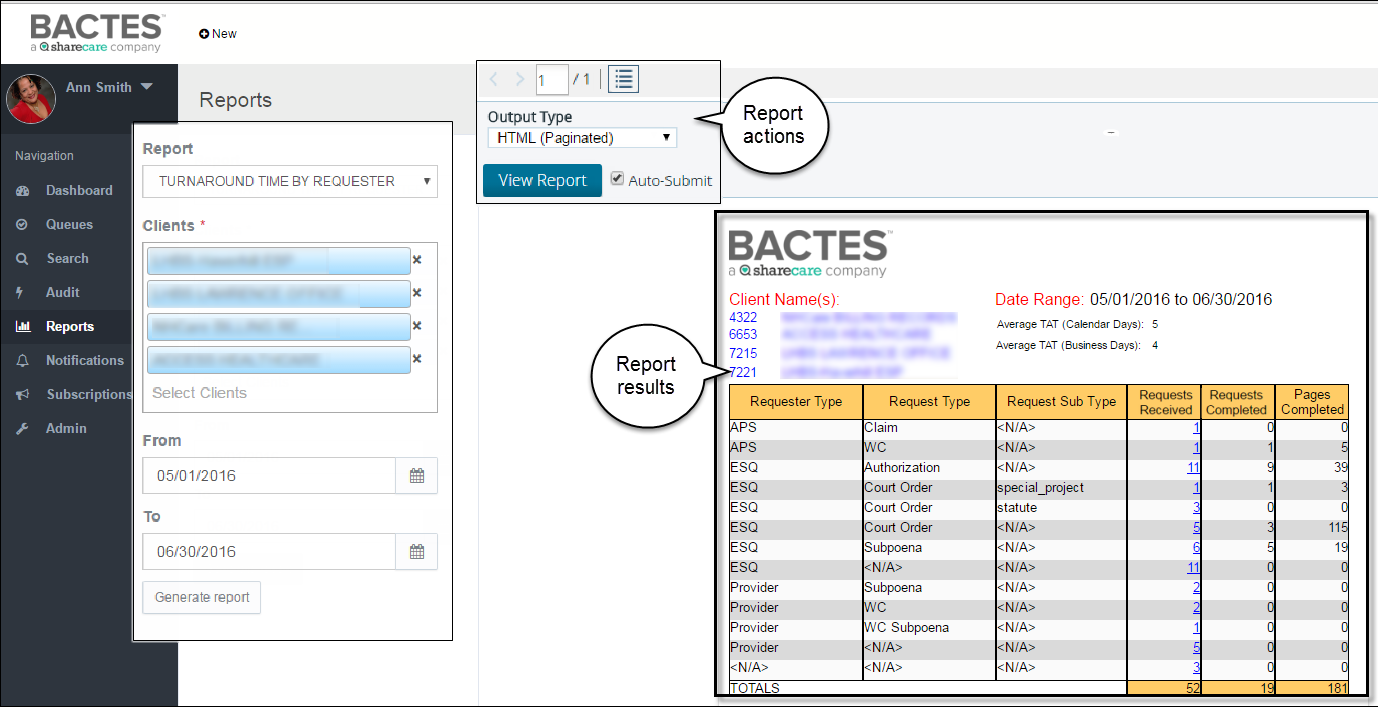 BACTES™
a sharecare company
New
Ann Smith
Reports
Navigation
Dashboard
Queues
Search
Audit
Reports
Notifications
Subscriptions
Admin
Report
TURNAROUND TIME BY REQUESTER
Clients *
Select Clients
From
05/01/2016
To
06/30/2016
Generate report
1 / 1
Output Type
HTML (Paginated)
View Report Auto-Submit
Report
actions
Report
results
BACTES™
a sharecare company
Client Name(s): Date Range: 05/01/2016 to 06/30/2016
4322 Average TAT (Calendar Days): 5
6653 Average TAT (Business Days): 4
7215
7221
Requester Type Request Type Request Sub Type Requests Received Requests Completed Pages Completed
APS Claim <N/A> 1 0 0
APS WC <N/A> 1 1 5
ESQ Authorization <N/A> 11 9 39
ESQ Court Order special_project 1 1 3
ESQ Court Order statute 3 0 0
ESQ Court Order <N/A> 5 3 115
ESQ Subpoena <N/A> 6 5 19
ESQ <N/A> <N/A> 11 0 0
Provider Subpoena <N/A> 2 0 0
Provider WC <N/A> 2 0 0
Provider WC Subpoena <N/A> 1 0 0
Provider <N/A> <N/A> 5 0 0
<N/A> <N/A> <N/A> 3 0 0
TOTALS 52 19 181